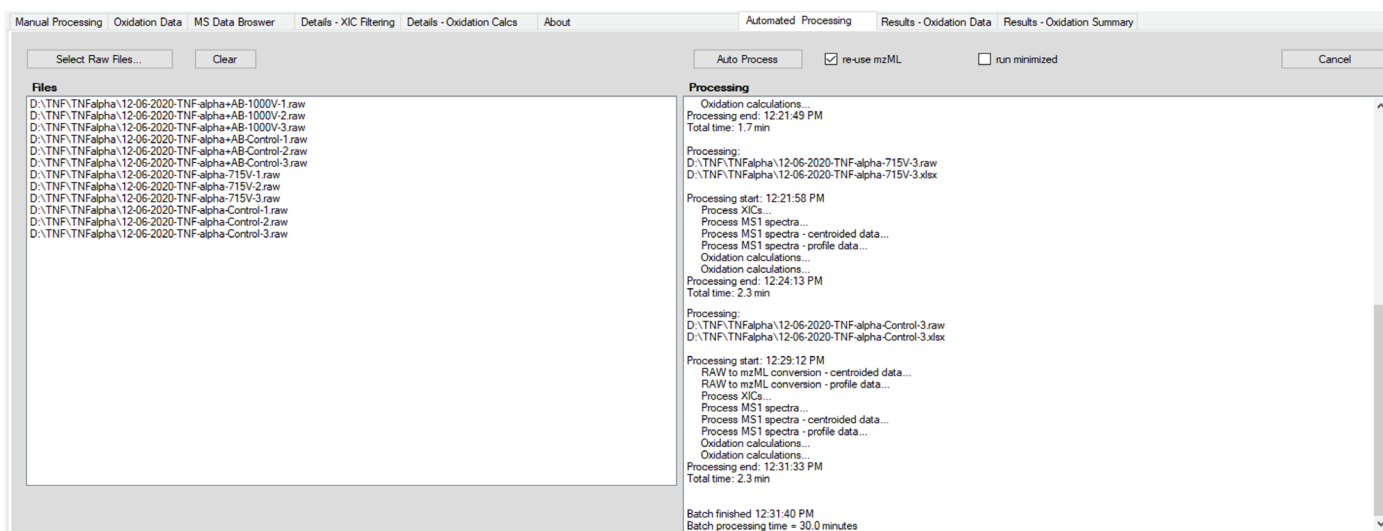 Manual Processing Oxidation Data MS Data Broswer Details - XIC Filtering Details - Oxidation Calcs About Automated Processing Results - Oxidation Data Results - Oxidation Summary
Select Raw Files... Clear Auto Process re-use mzML run minimized Cancel
Files
D:\TNF\TNFalpha\12-06-2020-TNF-alpha+AB-1000V-1.raw
D:\TNF\TNFalpha\12-06-2020-TNF-alpha+AB-1000V-2.raw
D:\TNF\TNFalpha\12-06-2020-TNF-alpha+AB-1000V-3.raw
D:\TNF\TNFalpha\12-06-2020-TNF-alpha+AB-Control-1.raw
D:\TNF\TNFalpha\12-06-2020-TNF-alpha+AB-Control-2.raw
D:\TNF\TNFalpha\12-06-2020-TNF-alpha+AB-Control-3.raw
D:\TNF\TNFalpha\12-06-2020-TNF-alpha-715V-1.raw
D:\TNF\TNFalpha\12-06-2020-TNF-alpha-715V-2.raw
D:\TNF\TNFalpha\12-06-2020-TNF-alpha-715V-3.raw
D:\TNF\TNFalpha\12-06-2020-TNF-alpha-Control-1.raw
D:\TNF\TNFalpha\12-06-2020-TNF-alpha-Control-2.raw
D:\TNF\TNFalpha\12-06-2020-TNF-alpha-Control-3.raw
Processing
Oxidation calculations...
Processing end: 12:21:49 PM
Total time: 1.7 min
Processing:
D:\TNF\TNFalpha\12-06-2020-TNF-alpha-715V-3.raw
D:\TNF\TNFalpha\12-06-2020-TNF-alpha-715V-3.xlsx
Processing start: 12:21:58 PM
Process XICs...
Process MS1 spectra...
Process MS1 spectra - centroided data...
Process MS1 spectra - profile data...
Oxidation calculations...
Oxidation calculations...
Processing end: 12:24:13 PM
Total time: 2.3 min
Processing:
D:\TNF\TNFalpha\12-06-2020-TNF-alpha-Control-3.raw
D:\TNF\TNFalpha\12-06-2020-TNF-alpha-Control-3.xlsx
Processing start: 12:29:12 PM
RAW to mzML conversion - centroided data...
RAW to mzML conversion - profile data...
Process XICs...
Process MS1 spectra...
Process MS1 spectra - centroided data...
Process MS1 spectra - profile data...
Oxidation calculations...
Oxidation calculations...
Processing end: 12:31:33 PM
Total time: 2.3 min
Batch finished 12:31:40 PM
Batch processing time = 30.0 minutes